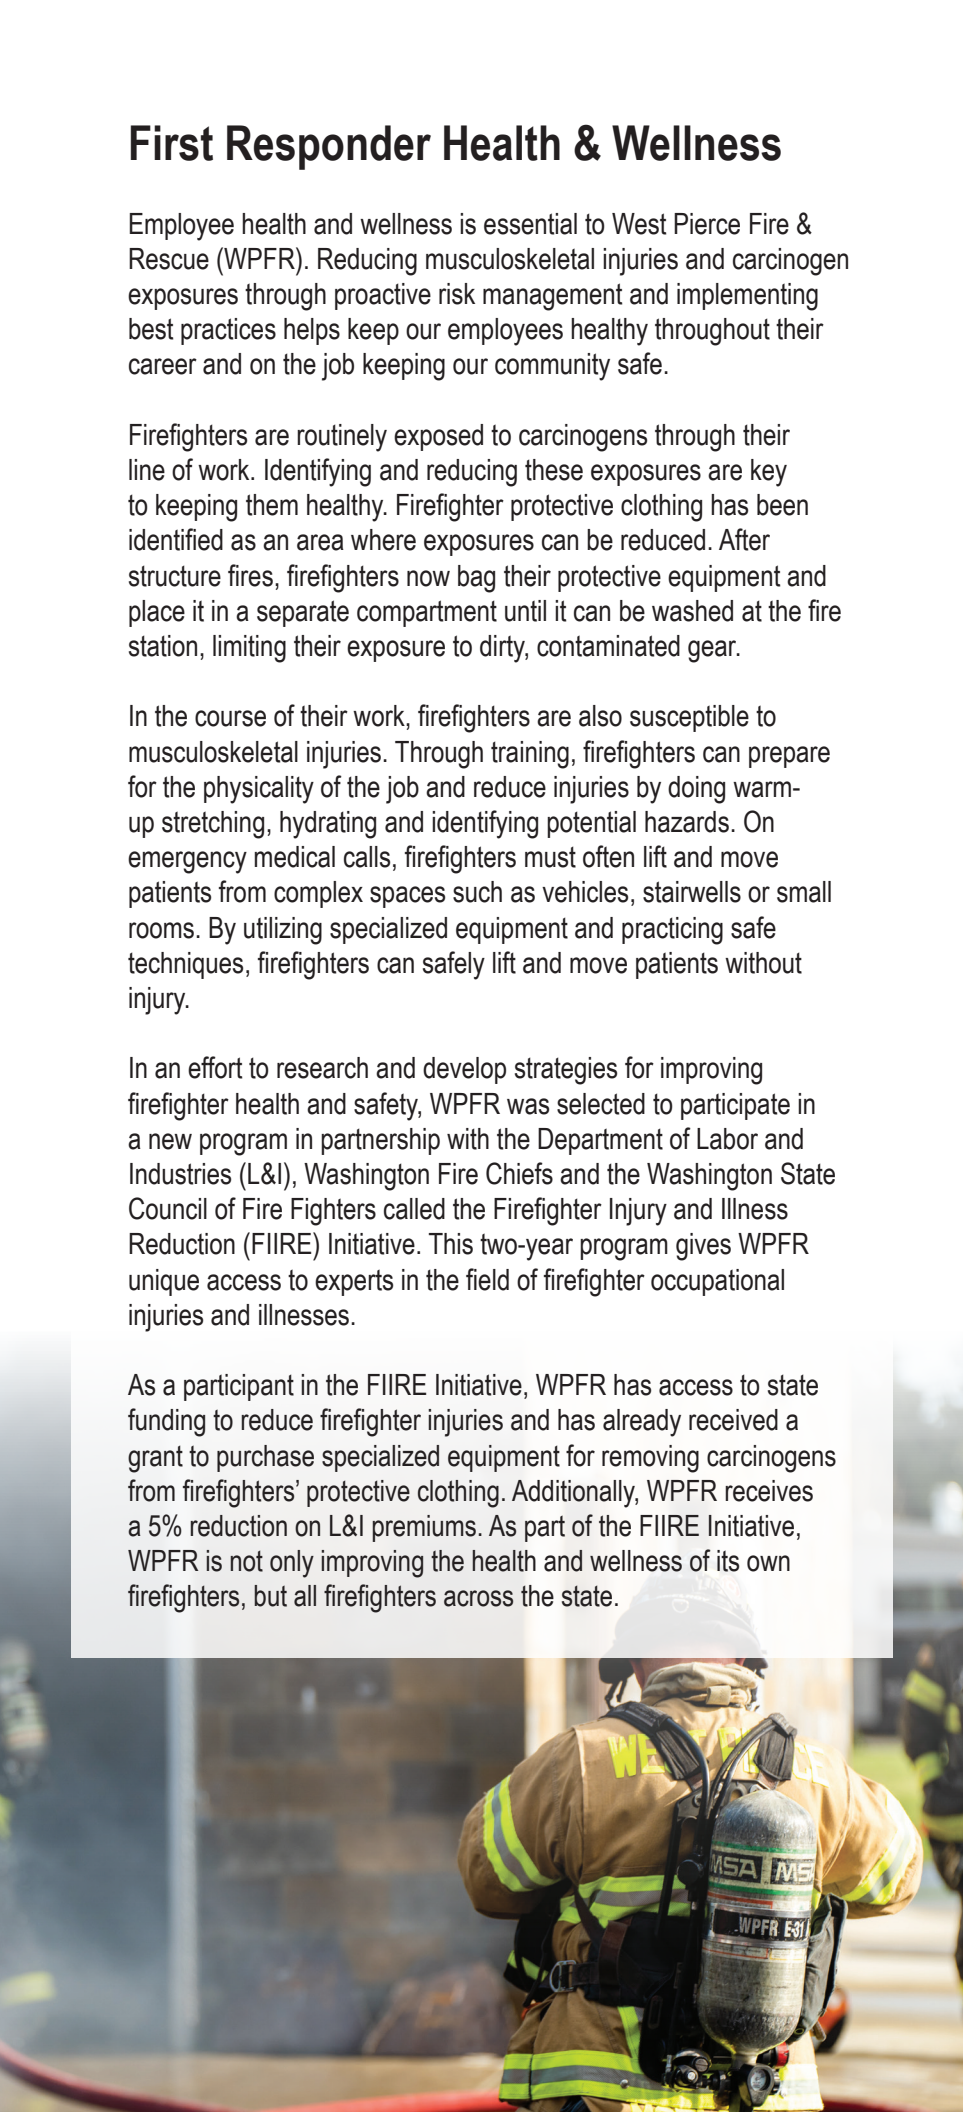 First Responder Health & Wellness
Employee health and wellness is essential to West Pierce Fire &
Rescue (WPFR). Reducing musculoskeletal injuries and carcinogen
exposures through proactive risk management and implementing
best practices helps keep our employees healthy throughout their
career and on the job keeping our community safe.
Firefighters are routinely exposed to carcinogens through their
line of work. Identifying and reducing these exposures are key
to keeping them healthy. Firefighter protective clothing has been
identified as an area where exposures can be reduced. After
structure fires, firefighters now bag their protective equipment and
place it in a separate compartment until it can be washed at the fire
station, limiting their exposure to dirty, contaminated gear.
In the course of their work, firefighters are also susceptible to
musculoskeletal injuries. Through training, firefighters can prepare
for the physicality of the job and reduce injuries by doing warm-
up stretching, hydrating and identifying potential hazards. On
emergency medical calls, firefighters must often lift and move
patients from complex spaces such as vehicles, stairwells or small
rooms. By utilizing specialized equipment and practicing safe
techniques, firefighters can safely lift and move patients without
injury.
In an effort to research and develop strategies for improving
firefighter health and safety, WPFR was selected to participate in
a new program in partnership with the Department of Labor and
Industries (L&I), Washington Fire Chiefs and the Washington State
Council of Fire Fighters called the Firefighter Injury and Illness
Reduction (FIIRE) Initiative. This two-year program gives WPFR
unique access to experts in the field of firefighter occupational
injuries and illnesses.
As a participant in the FIIRE Initiative, WPFR has access to state
funding to reduce firefighter injuries and has already received a
grant to purchase specialized equipment for removing carcinogens
from firefighters’ protective clothing. Additionally, WPFR receives
a 5% reduction on L&I premiums. As part of the FIIRE Initiative,
WPFR is not only improving the health and wellness of its own
firefighters, but all firefighters across the state.
MSA MS
WPFR E-31